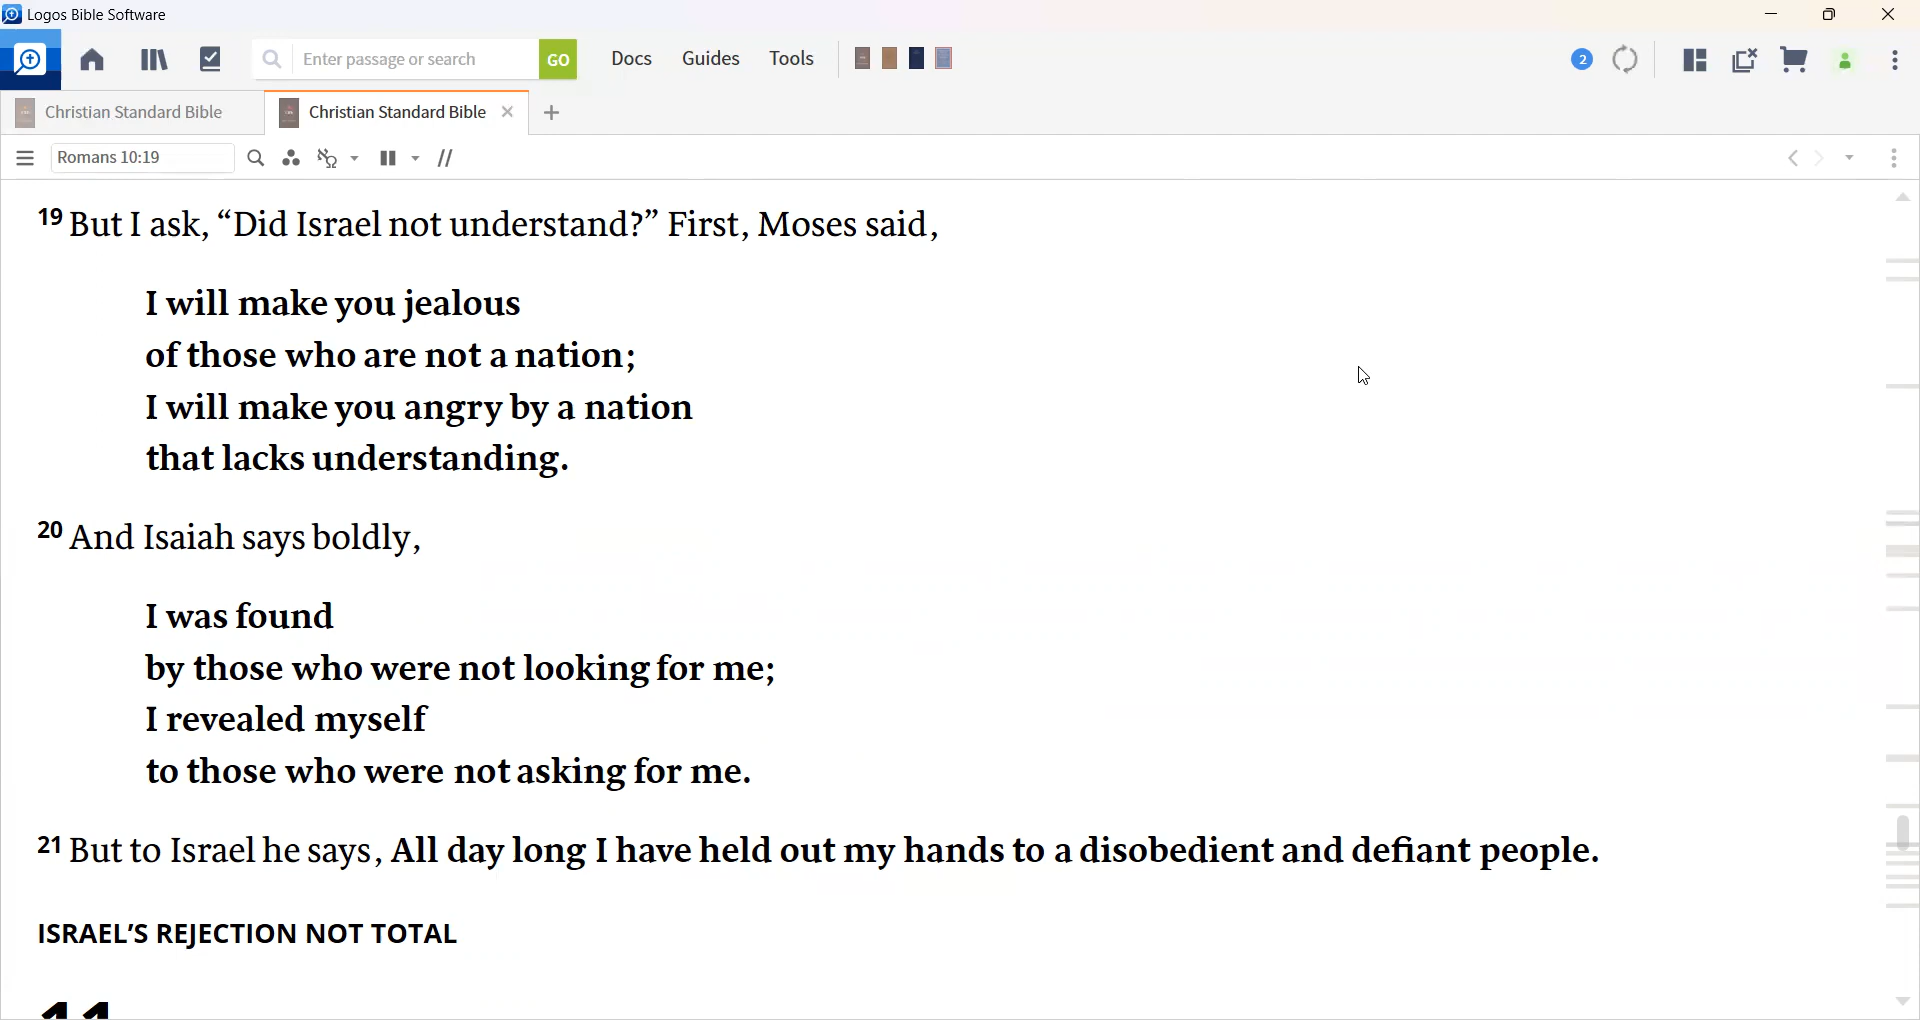 Logos Bible Software
Enter passage or search
GO
Docs
Guides
Tools
2
Christian Standard Bible
Christian Standard Bible
Romans 10:19
19 But I ask, “Did Israel not understand?” First, Moses said,
I will make you jealous
of those who are not a nation;
I will make you angry by a nation
that lacks understanding.
20 And Isaiah says boldly,
I was found
by those who were not looking for me;
I revealed myself
to those who were not asking for me.
21 But to Israel he says, All day long I have held out my hands to a disobedient and defiant people.
ISRAEL’S REJECTION NOT TOTAL
11